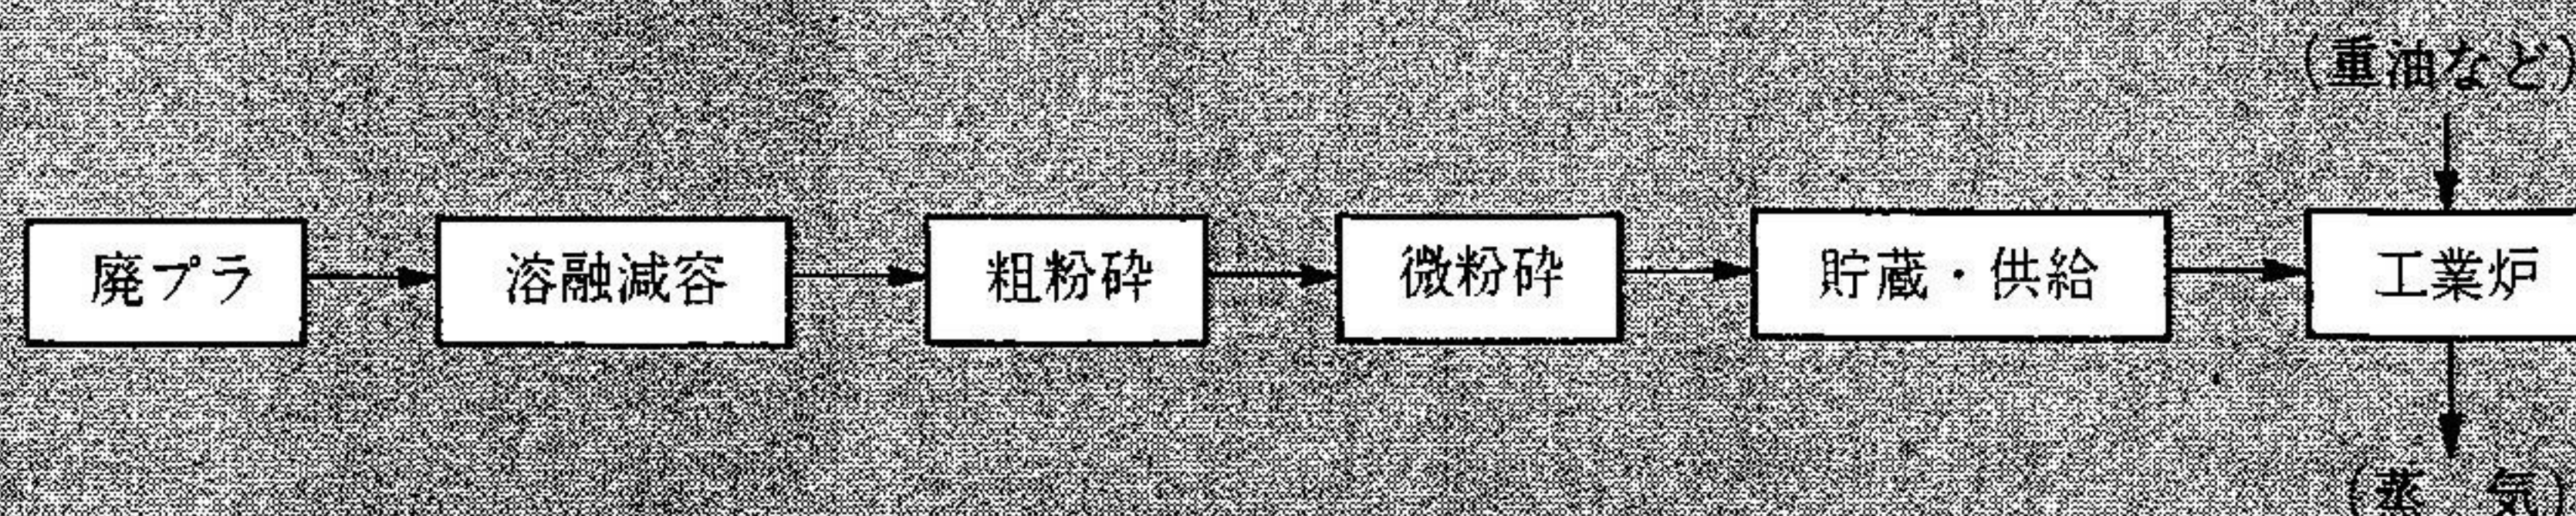 (重油など)
廃プラ
溶融減容
粗粉砕
微粉砕
貯蔵・供給
工業炉
(蒸 気)